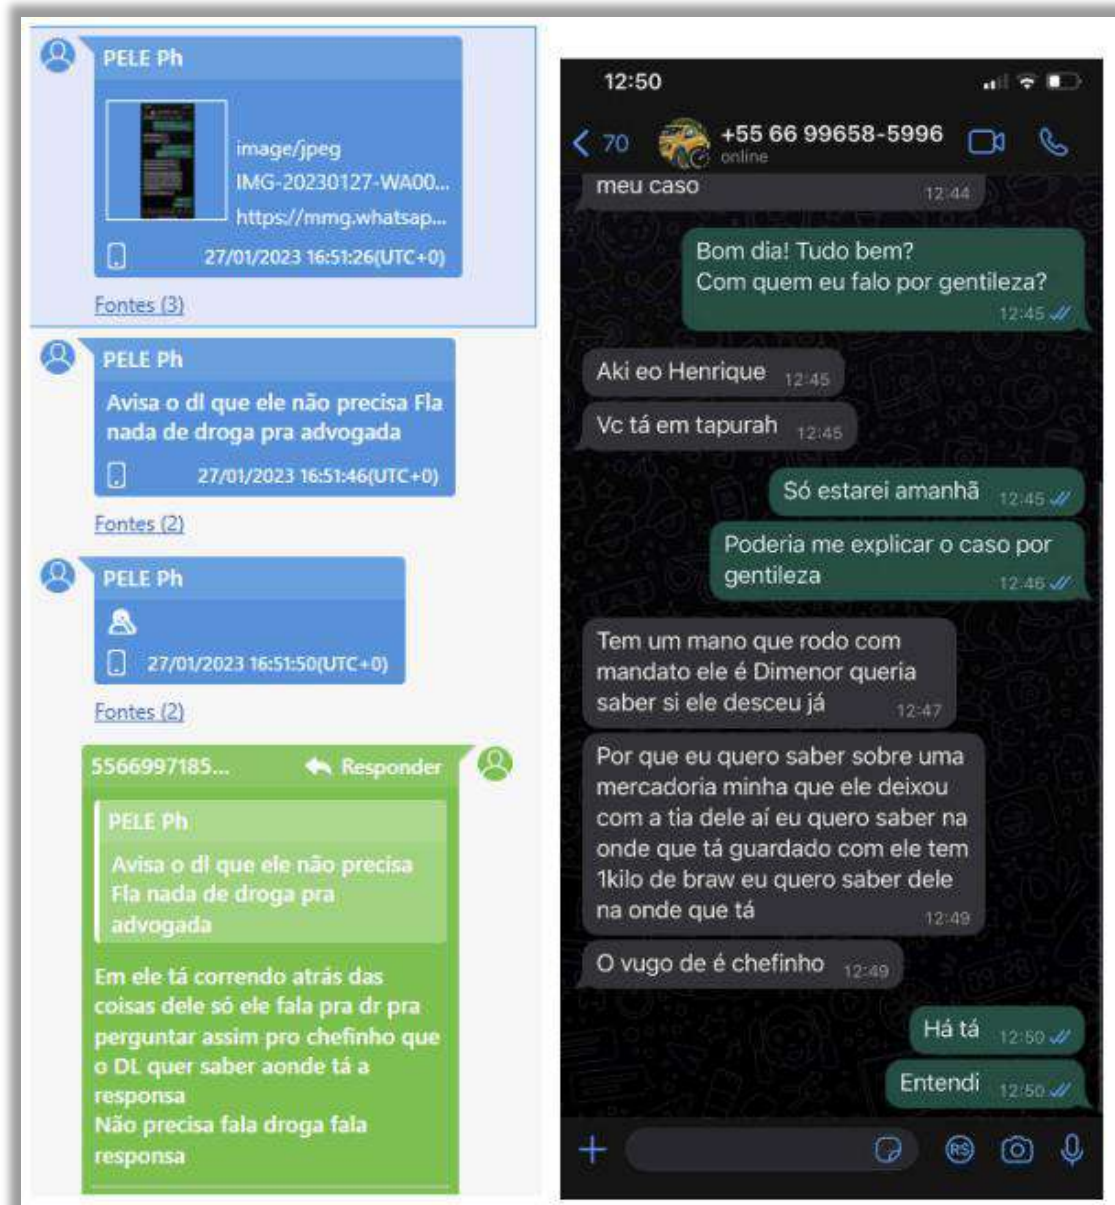 PELE Ph
image/jpeg
IMG-20230127-WA00...
https://mmg.whatsap...
27/01/2023 16:51:26(UTC+0)
Fontes (3)
PELE Ph
Avisa o dl que ele não precisa Fla
nada de droga pra advogada
27/01/2023 16:51:46(UTC+0)
Fontes (2)
PELE Ph
27/01/2023 16:51:50(UTC+0)
Fontes (2)
5566997185... Responder
PELE Ph
Avisa o dl que ele não precisa
Fla nada de droga pra
advogada
Em ele tá correndo atrás das
coisas dele só ele fala pra dr pra
perguntar assim pro chefinho que
o DL quer saber aonde tá a
responsa
Não precisa fala droga fala
responsa
12:50
70 +55 66 99658-5996
online
meu caso 12:44
Bom dia! Tudo bem?
Com quem eu falo por gentileza?
12:45
Aki eo Henrique 12:45
Vc tá em tapurah 12:45
Só estarei amanhã 12:45
Poderia me explicar o caso por
gentileza 12:46
Tem um mano que rodo com
mandato ele é Dimenor queria
saber si ele desceu já 12:47
Por que eu quero saber sobre uma
mercadoria minha que ele deixou
com a tia dele aí eu quero saber na
onde que tá guardado com ele tem
1kilo de braw eu quero saber dele
na onde que tá 12:49
O vugo de é chefinho 12:49
Há tá 12:50
Entendi 12:50
R$